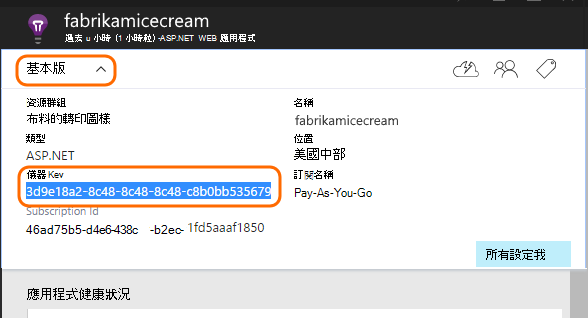 fabrikamicecream
過去 u 小時 (1 小時粒) -ASP.NET WEB 應用程式
基本版
資源群組
布料的轉印圖樣
名稱
fabrikamicecream
類型
ASP.NET
位置
美國中部
儀器 Kev
3d9e18a2-8c48-8c48-8c48-c8b0bb535679
訂閱名稱
Pay-As-You-Go
Subscription Id
46ad75b5-d4e6-438c -b2ec- 1fd5aaaf1850
所有設定我
應用程式健康狀況